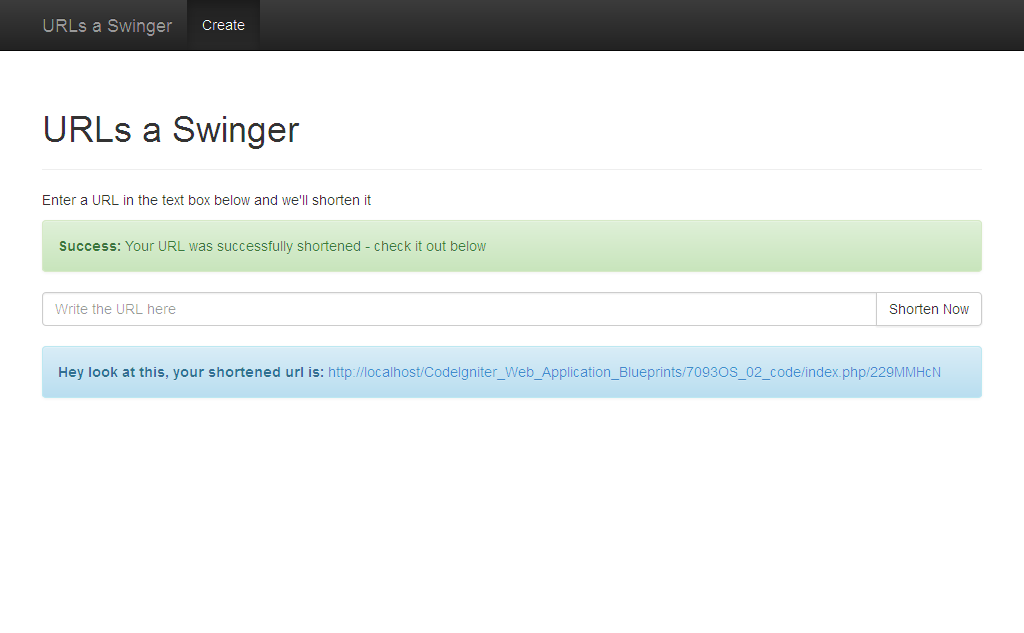 URLs a Swinger Create
URLs a Swinger
Enter a URL in the text box below and we'll shorten it
Success: Your URL was successfully shortened - check it out below
Write the URL here Shorten Now
Hey look at this, your shortened url is: http://localhost/CodeIgniter_Web_Application_Blueprints/7093OS_02_code/index.php/229MMHcN